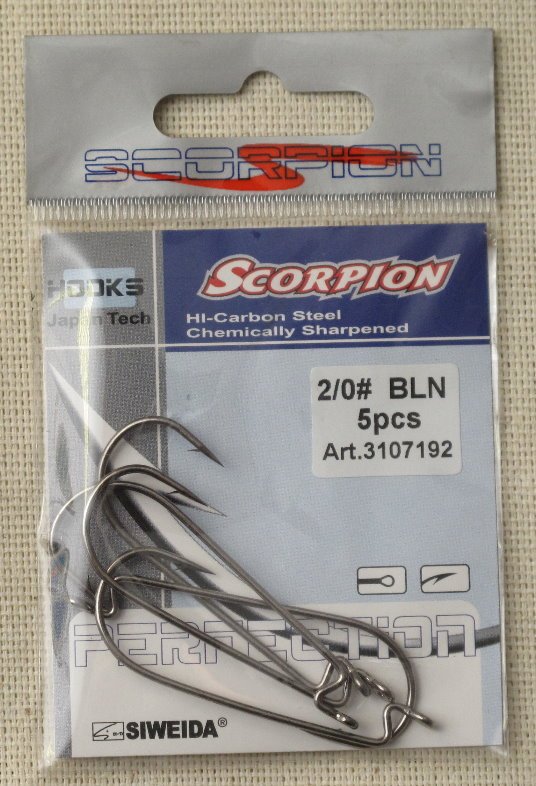 SCORPION
HOOKS
Japan Tech
SCORPION
HI-Carbon Steel
Chemically Sharpened
2/0# BLN
5pcs
Art.3107192
PERFECTION
SIWEIDA®